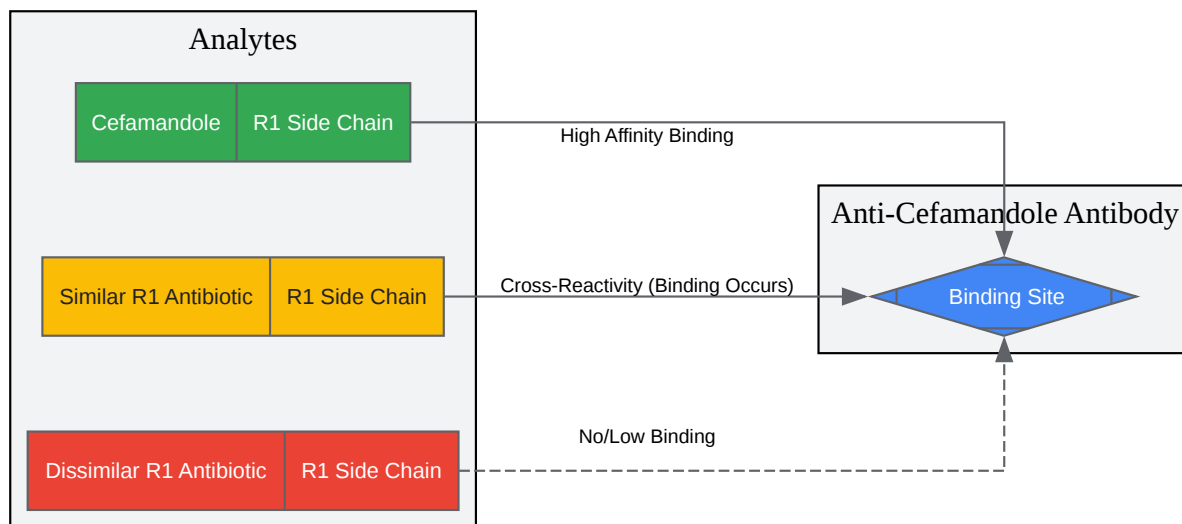 Analytes
Cefamandole
R1 Side Chain
High Affinity Binding
Anti-Cefamandole Antibody
Similar R1 Antibiotic
R1 Side Chain
Cross-Reactivity (Binding Occurs)
Binding Site
Dissimilar R1 Antibiotic
R1 Side Chain
No/Low Binding